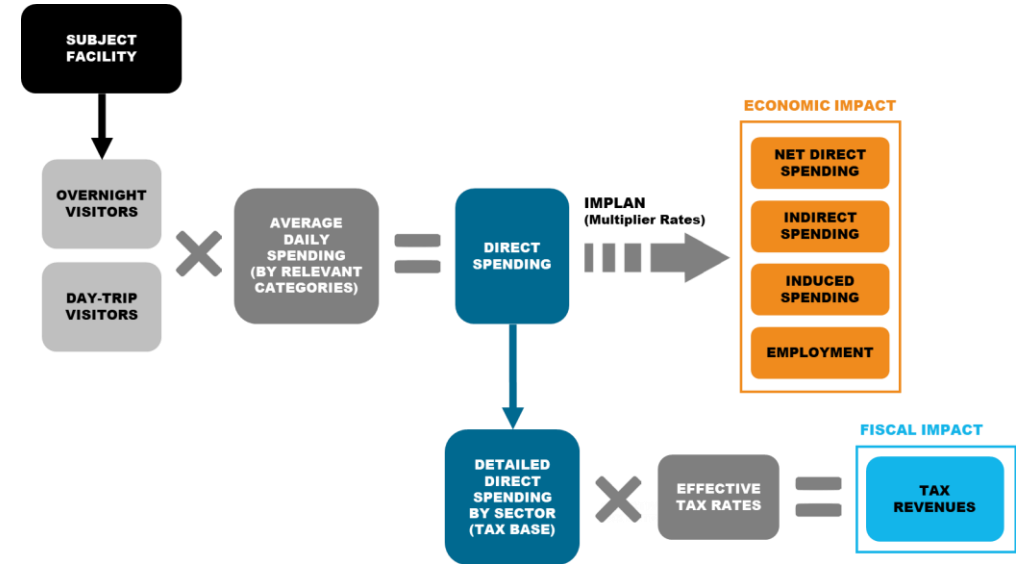 SUBJECT
FACILITY
OVERNIGHT
VISITORS
DAY-TRIP
VISITORS
AVERAGE
DAILY
SPENDING
(BY RELEVANT
CATEGORIES)
DIRECT
SPENDING
IMPLAN
(Multiplier Rates)
ECONOMIC IMPACT
NET DIRECT
SPENDING
INDIRECT
SPENDING
INDUCED
SPENDING
EMPLOYMENT
DETAILED
DIRECT
SPENDING
BY SECTOR
(TAX BASE)
EFFECTIVE
TAX RATES
FISCAL IMPACT
TAX
REVENUES